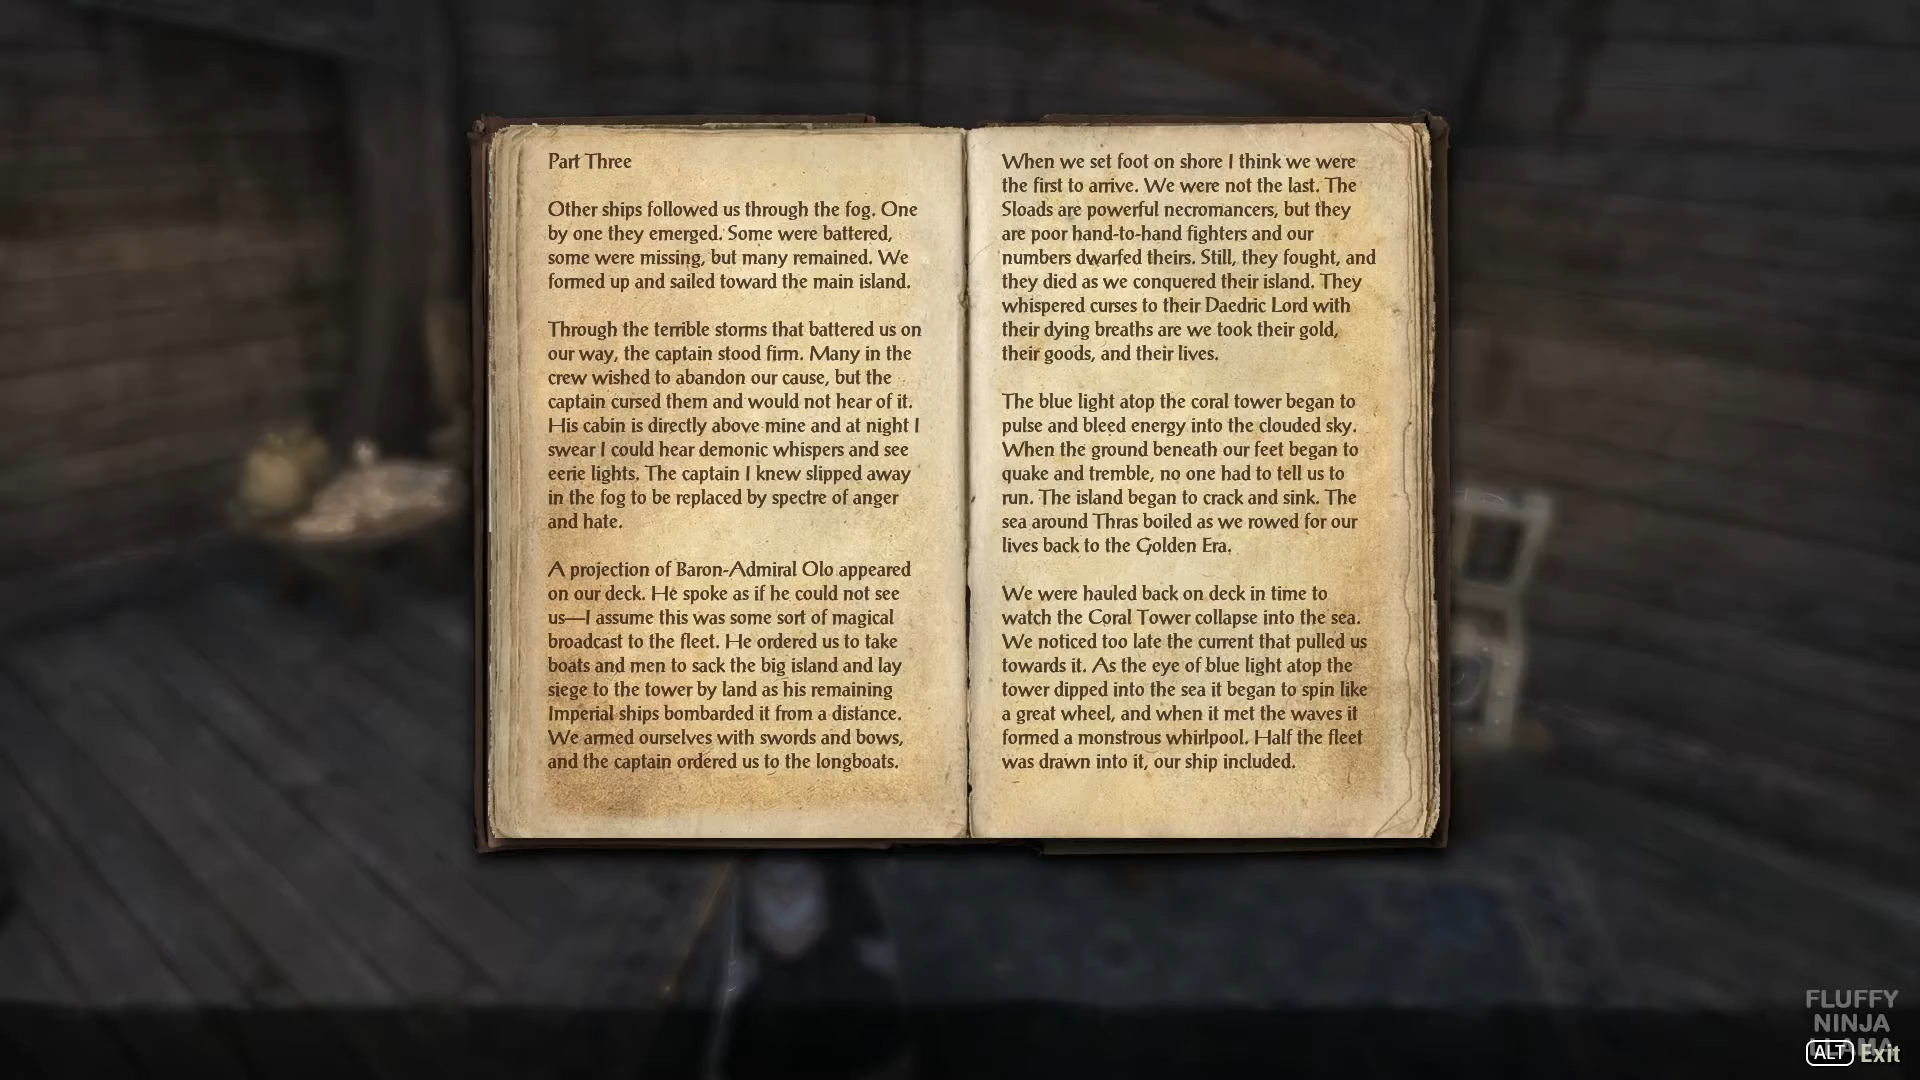 Part Three
Other ships followed us through the fog. One
by one they emerged. Some were battered,
some were missing, but many remained. We
formed up and sailed toward the main island.
Through the terrible storms that battered us on
our way, the captain stood firm. Many in the
crew wished to abandon our cause, but the
captain cursed them and would not hear of it.
His cabin is directly above mine and at night I
swear I could hear demonic whispers and see
eerie lights. The captain I knew slipped away
in the fog to be replaced by spectre of anger
and hate.
A projection of Baron-Admiral Olo appeared
on our deck. He spoke as if he could not see
us—I assume this was some sort of magical
broadcast to the fleet. He ordered us to take
boats and men to sack the big island and lay
siege to the tower by land as his remaining
Imperial ships bombarded it from a distance.
We armed ourselves with swords and bows,
and the captain ordered us to the longboats.
When we set foot on shore I think we were
the first to arrive. We were not the last. The
Sloads are powerful necromancers, but they
are poor hand-to-hand fighters and our
numbers dwarfed theirs. Still, they fought, and
they died as we conquered their island. They
whispered curses to their Daedric Lord with
their dying breaths are we took their gold,
their goods, and their lives.
The blue light atop the coral tower began to
pulse and bleed energy into the clouded sky.
When the ground beneath our feet began to
quake and tremble, no one had to tell us to
run. The island began to crack and sink. The
sea around Thras boiled as we rowed for our
lives back to the Golden Era.
We were hauled back on deck in time to
watch the Coral Tower collapse into the sea.
We noticed too late the current that pulled us
towards it. As the eye of blue light atop the
tower dipped into the sea it began to spin like
a great wheel, and when it met the waves it
formed a monstrous whirlpool. Half the fleet
was drawn into it, our ship included.
FLUFFY
NINJA
LLAMA
ALT Exit